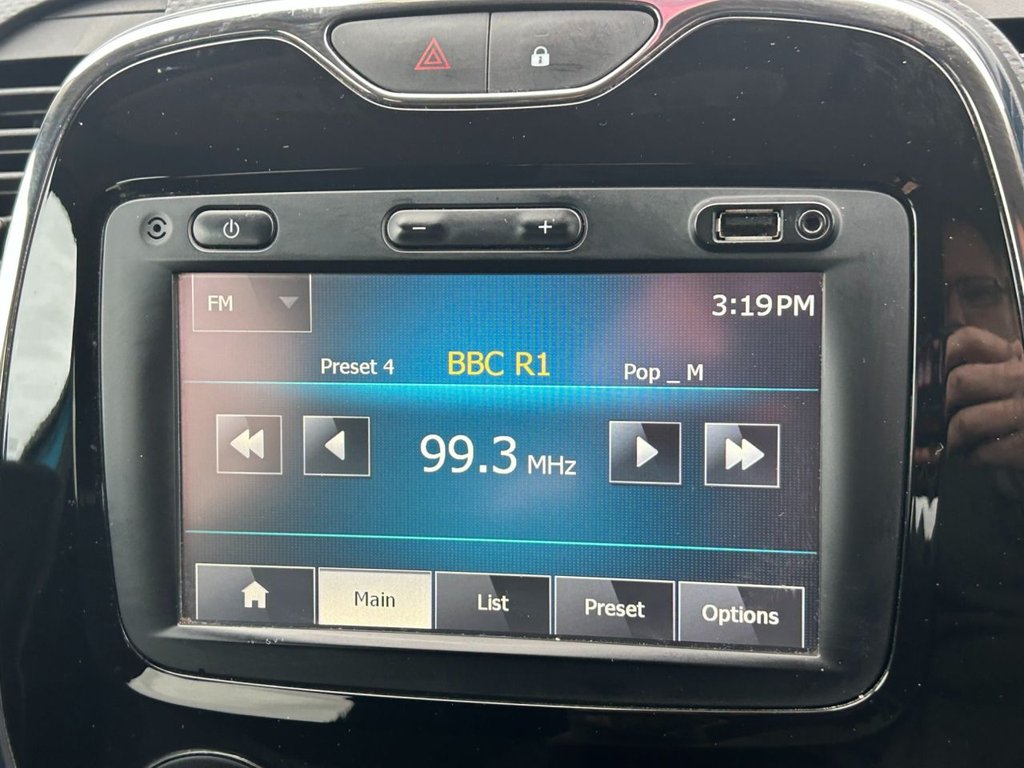 − +
FM 3:19PM
Preset 4 BBC R1 Pop _ M
99.3 MHz
Main List Preset Options